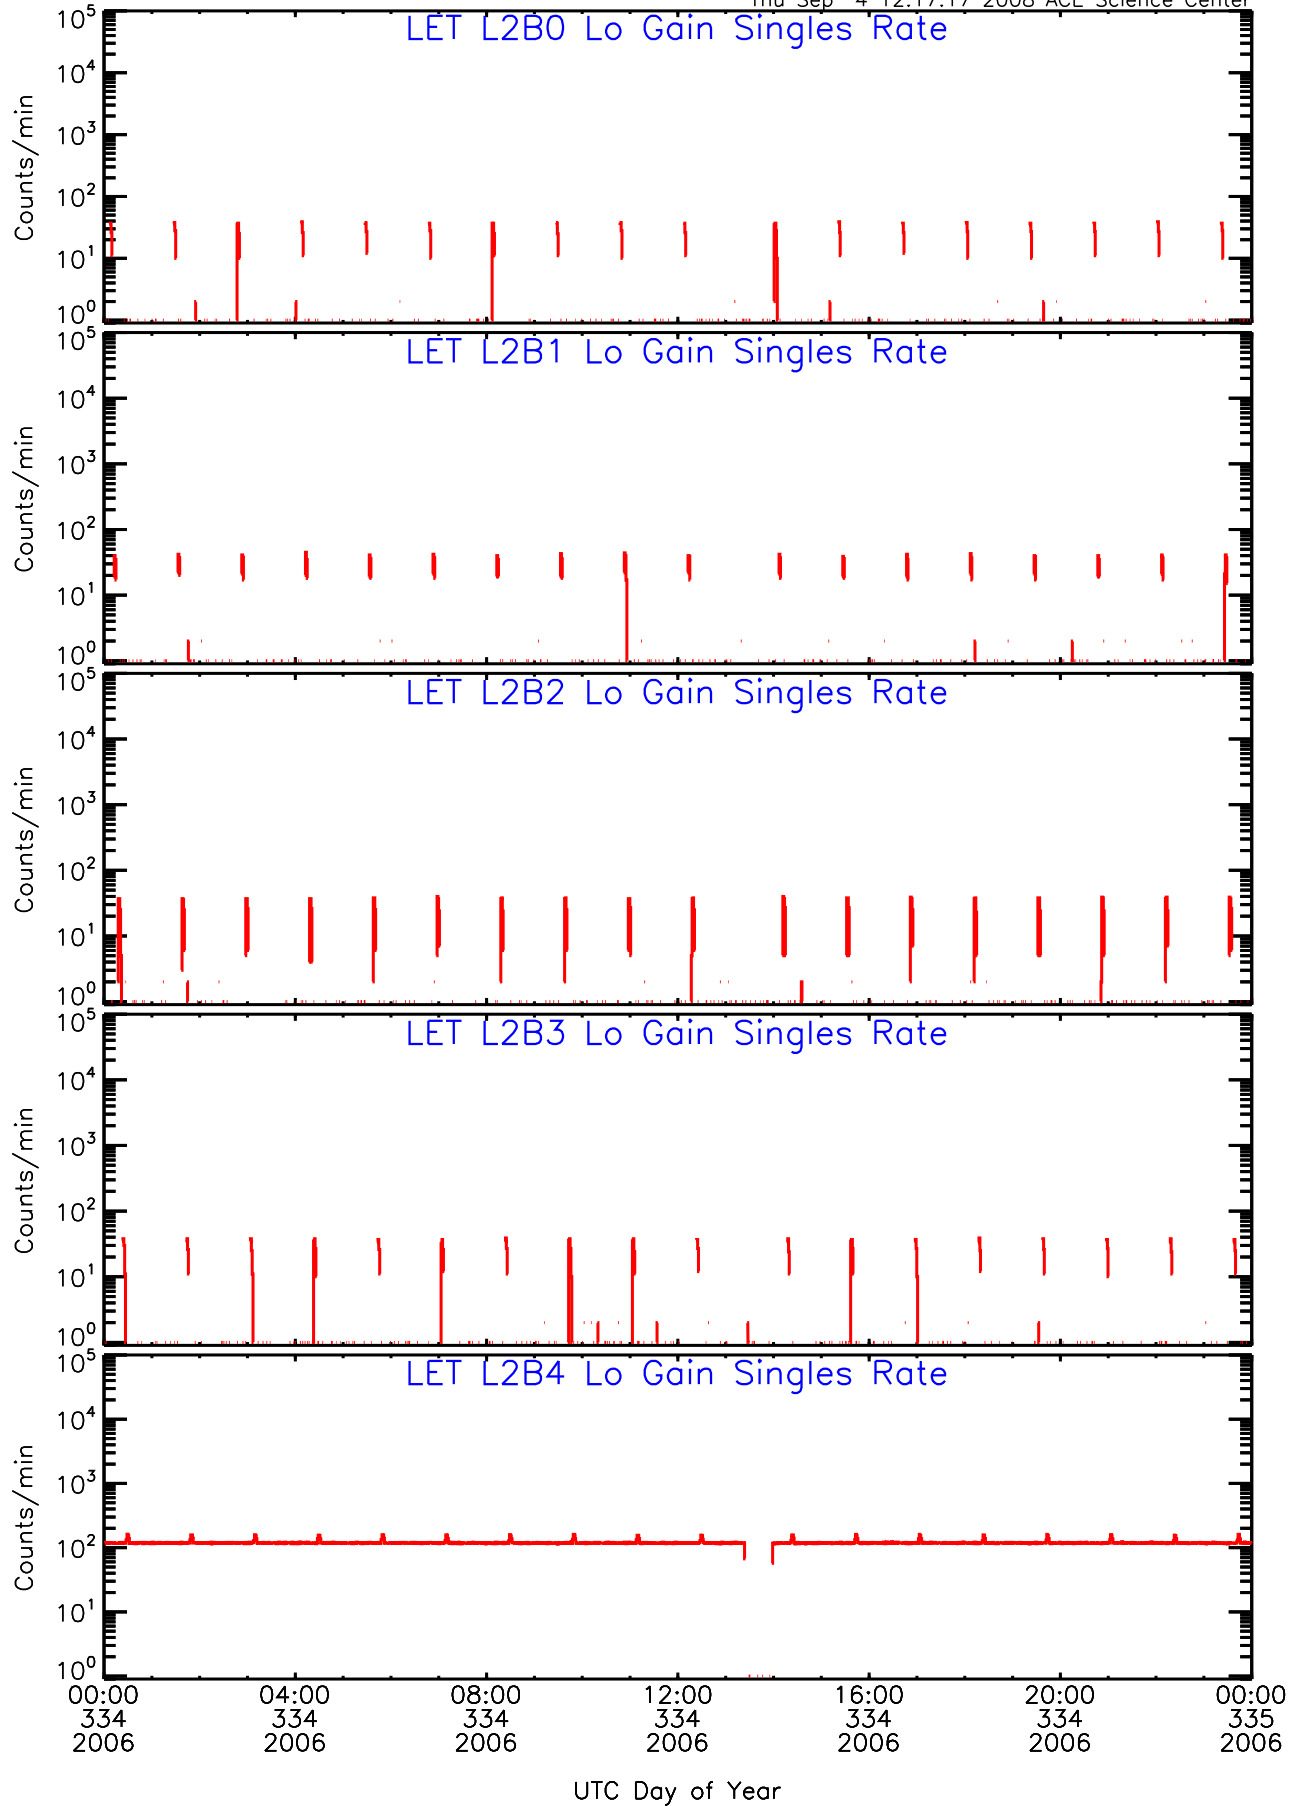 Thu Sep 4 12:17:17 2008 ACE Science Center
LET L2B0 Lo Gain Singles Rate
10^5
10^4
10^3
10^2
10^1
10^0
Counts/min
LET L2B1 Lo Gain Singles Rate
10^5
10^4
10^3
10^2
10^1
10^0
Counts/min
LET L2B2 Lo Gain Singles Rate
10^5
10^4
10^3
10^2
10^1
10^0
Counts/min
LET L2B3 Lo Gain Singles Rate
10^5
10^4
10^3
10^2
10^1
10^0
Counts/min
LET L2B4 Lo Gain Singles Rate
10^5
10^4
10^3
10^2
10^1
10^0
Counts/min
00:00 04:00 08:00 12:00 16:00 20:00 00:00
334 334 334 334 334 334 335
2006 2006 2006 2006 2006 2006 2006
UTC Day of Year